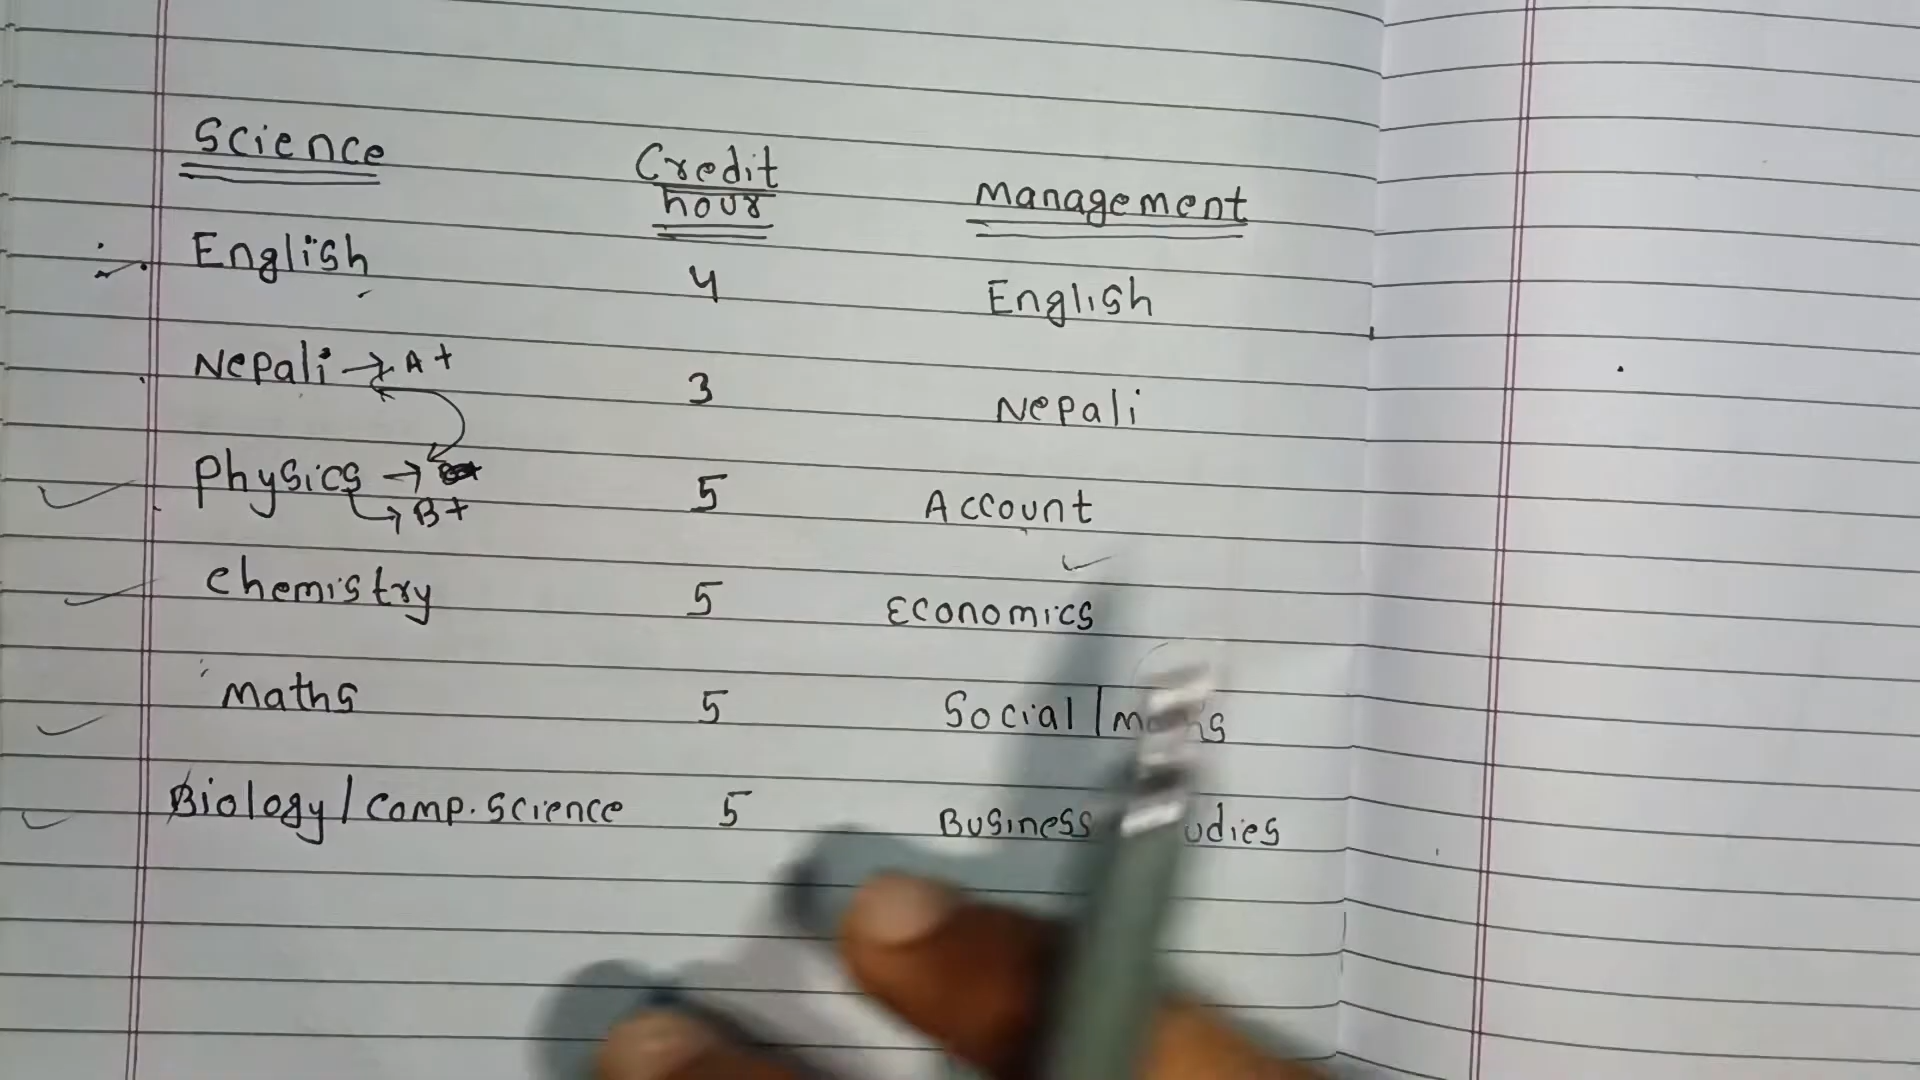 Science Credit hour Management
English 4 English
Nepali → A+ 3 Nepali
Physics → 5 Account
→ B+
Chemistry 5 Economics
Maths 5 Social /
Biology / Comp. Science 5 Business